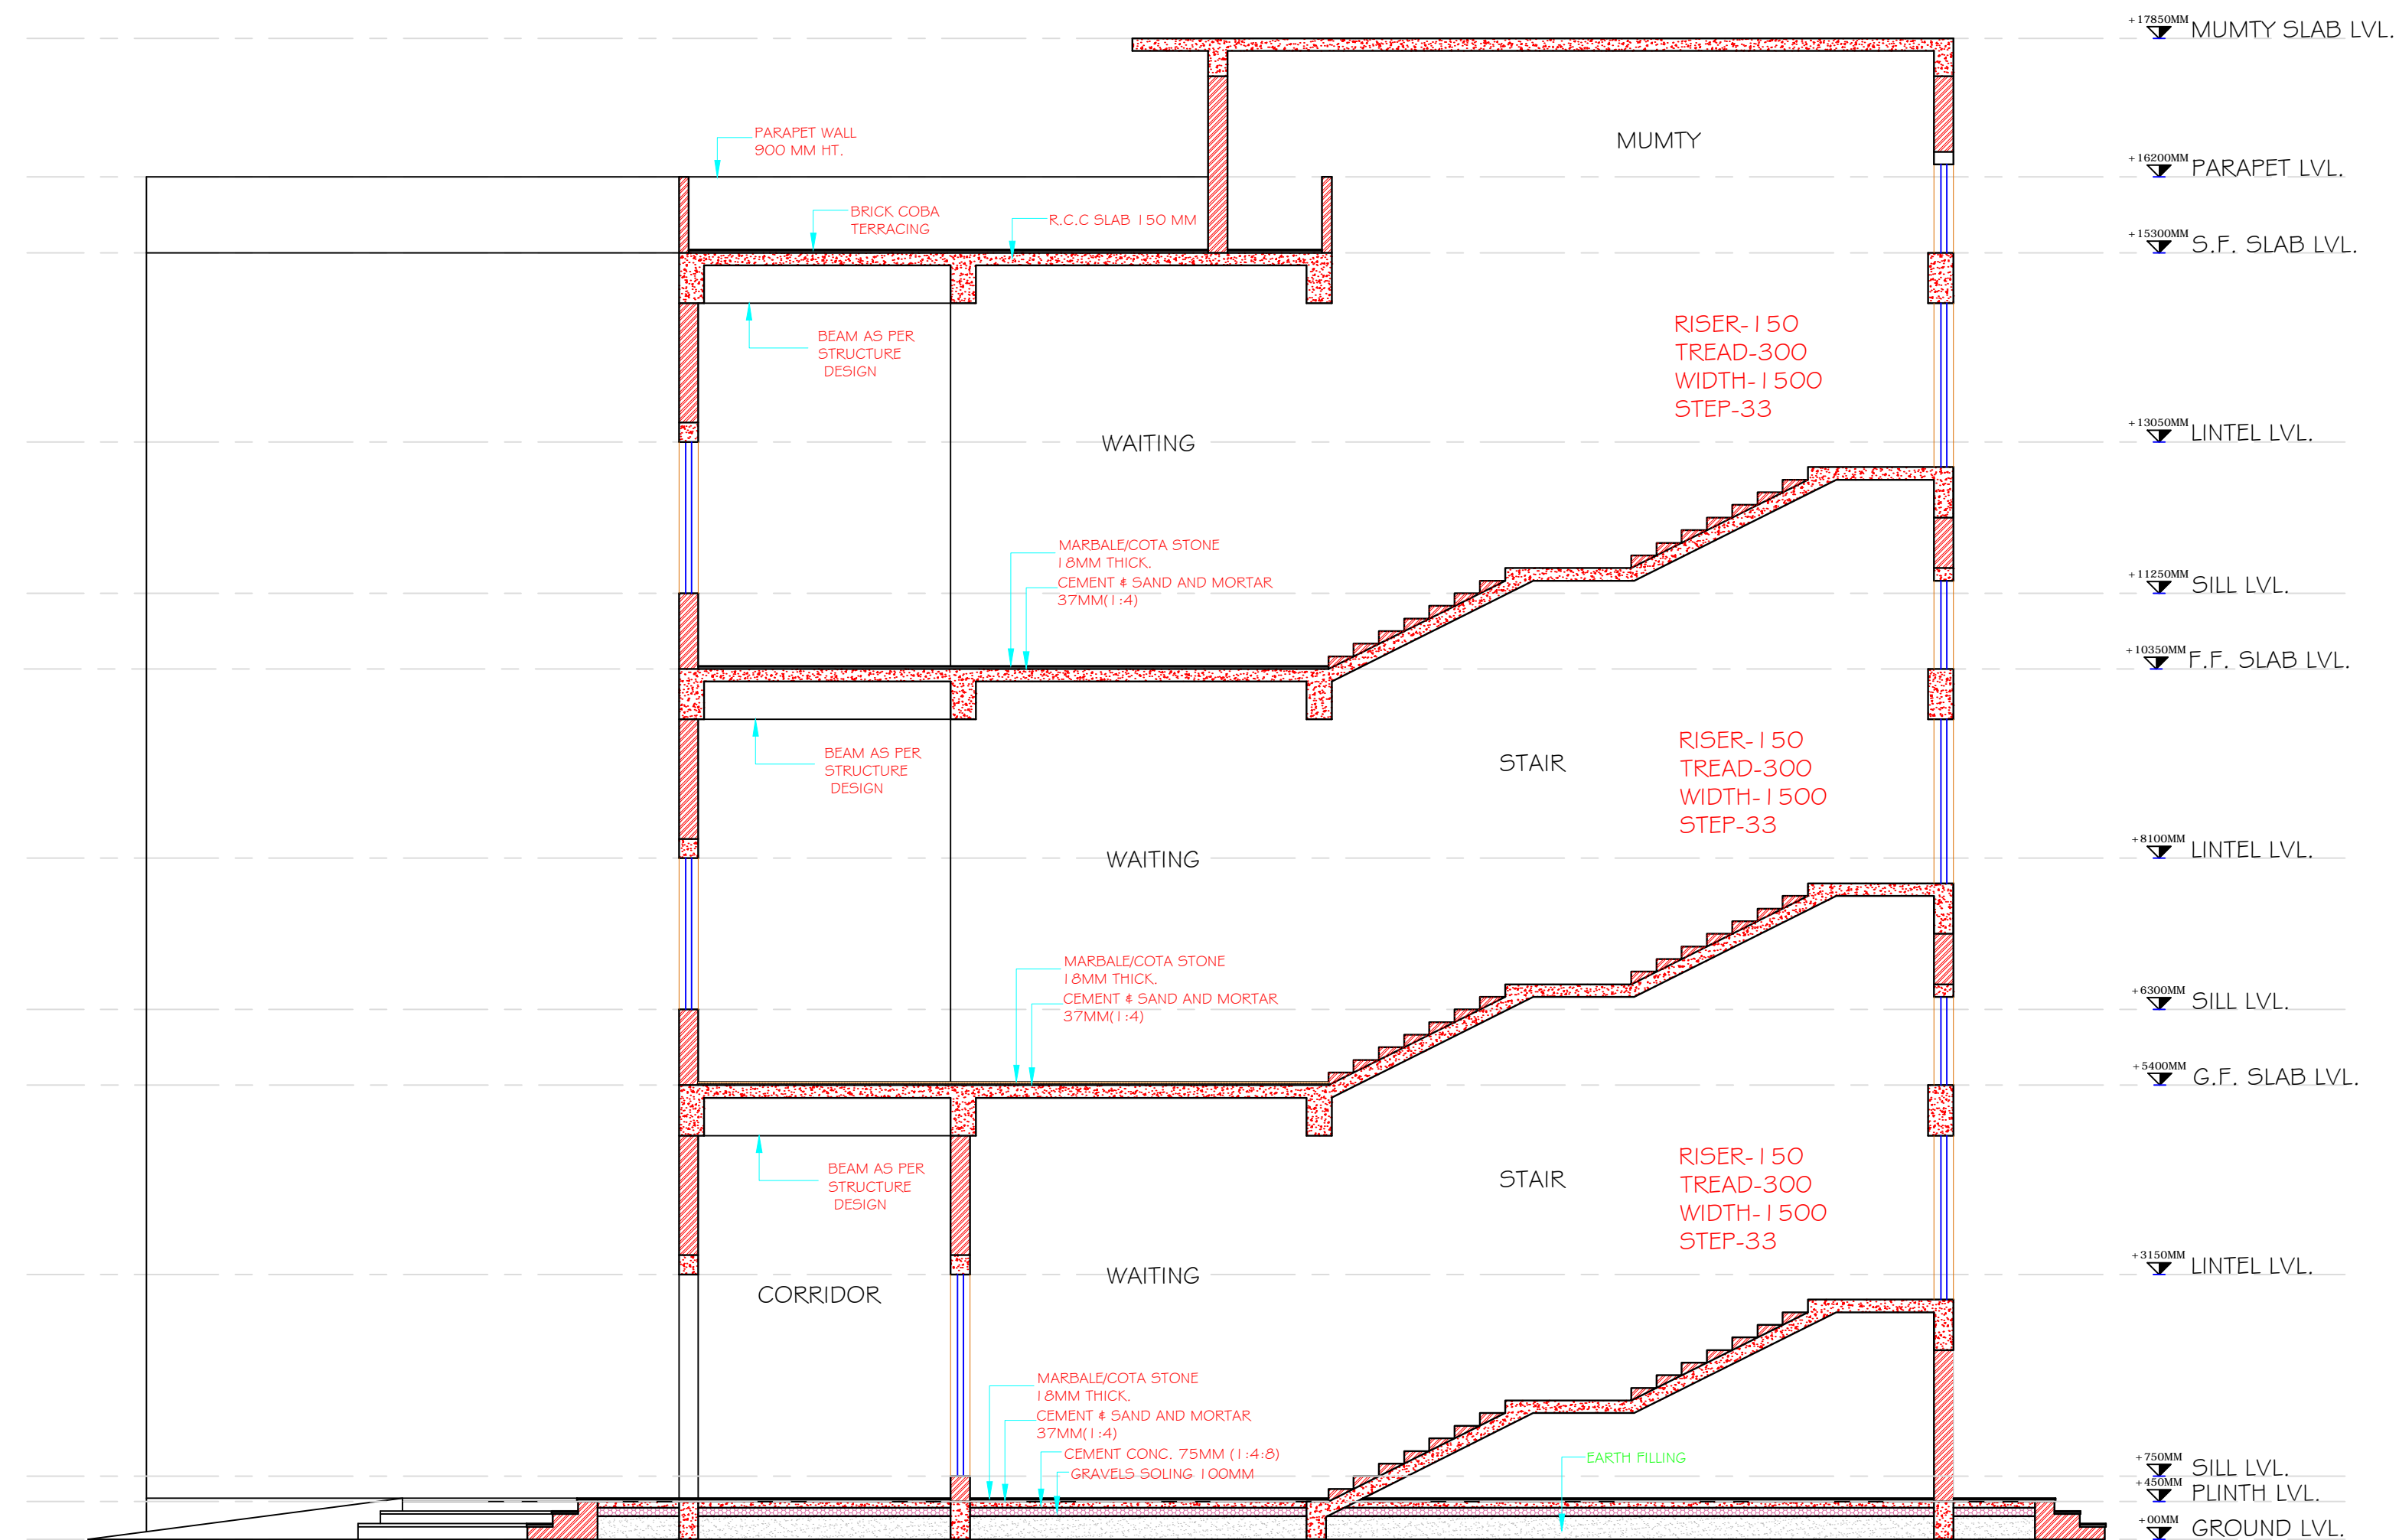 +17850MM MUMTY SLAB LVL.
PARAPET WALL
900 MM HT.
MUMTY
+16200MM PARAPET LVL.
BRICK COBA
TERRACING
R.C.C SLAB 150 MM
+15300MM S.F. SLAB LVL.
BEAM AS PER
STRUCTURE
DESIGN
RISER-150
TREAD-300
WIDTH-1500
STEP-33
WAITING
+13050MM LINTEL LVL.
MARBALE/COTA STONE
18MM THICK.
CEMENT & SAND AND MORTAR
37MM(1:4)
+11250MM SILL LVL.
+10350MM F.F. SLAB LVL.
BEAM AS PER
STRUCTURE
DESIGN
STAIR
RISER-150
TREAD-300
WIDTH-1500
STEP-33
WAITING
+8100MM LINTEL LVL.
MARBALE/COTA STONE
18MM THICK.
CEMENT & SAND AND MORTAR
37MM(1:4)
+6300MM SILL LVL.
+5400MM G.F. SLAB LVL.
BEAM AS PER
STRUCTURE
DESIGN
STAIR
RISER-150
TREAD-300
WIDTH-1500
STEP-33
CORRIDOR
WAITING
+3150MM LINTEL LVL.
MARBALE/COTA STONE
18MM THICK.
CEMENT & SAND AND MORTAR
37MM(1:4)
CEMENT CONC. 75MM (1:4:8)
GRAVELS SOLING 100MM
EARTH FILLING
+750MM SILL LVL.
+450MM PLINTH LVL.
+00MM GROUND LVL.